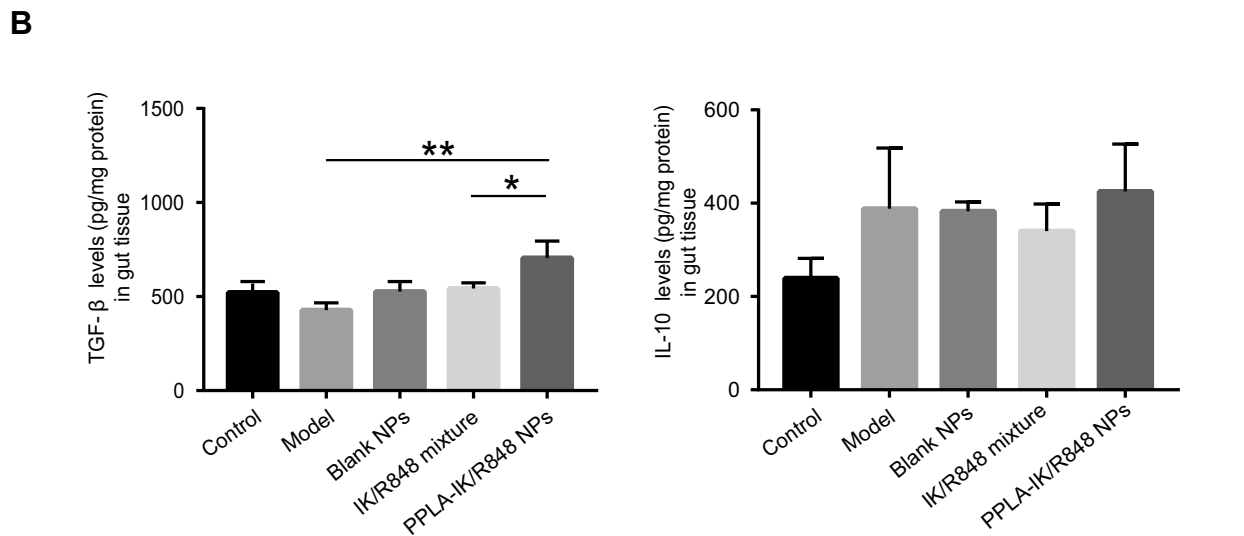 B
TGF- β levels (pg/mg protein)
in gut tissue
1500
1000
500
0
**
*
Control
Model
Blank NPs
IK/R848 mixture
PPLA-IK/R848 NPs
IL-10 levels (pg/mg protein)
in gut tissue
600
400
200
0
Control
Model
Blank NPs
IK/R848 mixture
PPLA-IK/R848 NPs